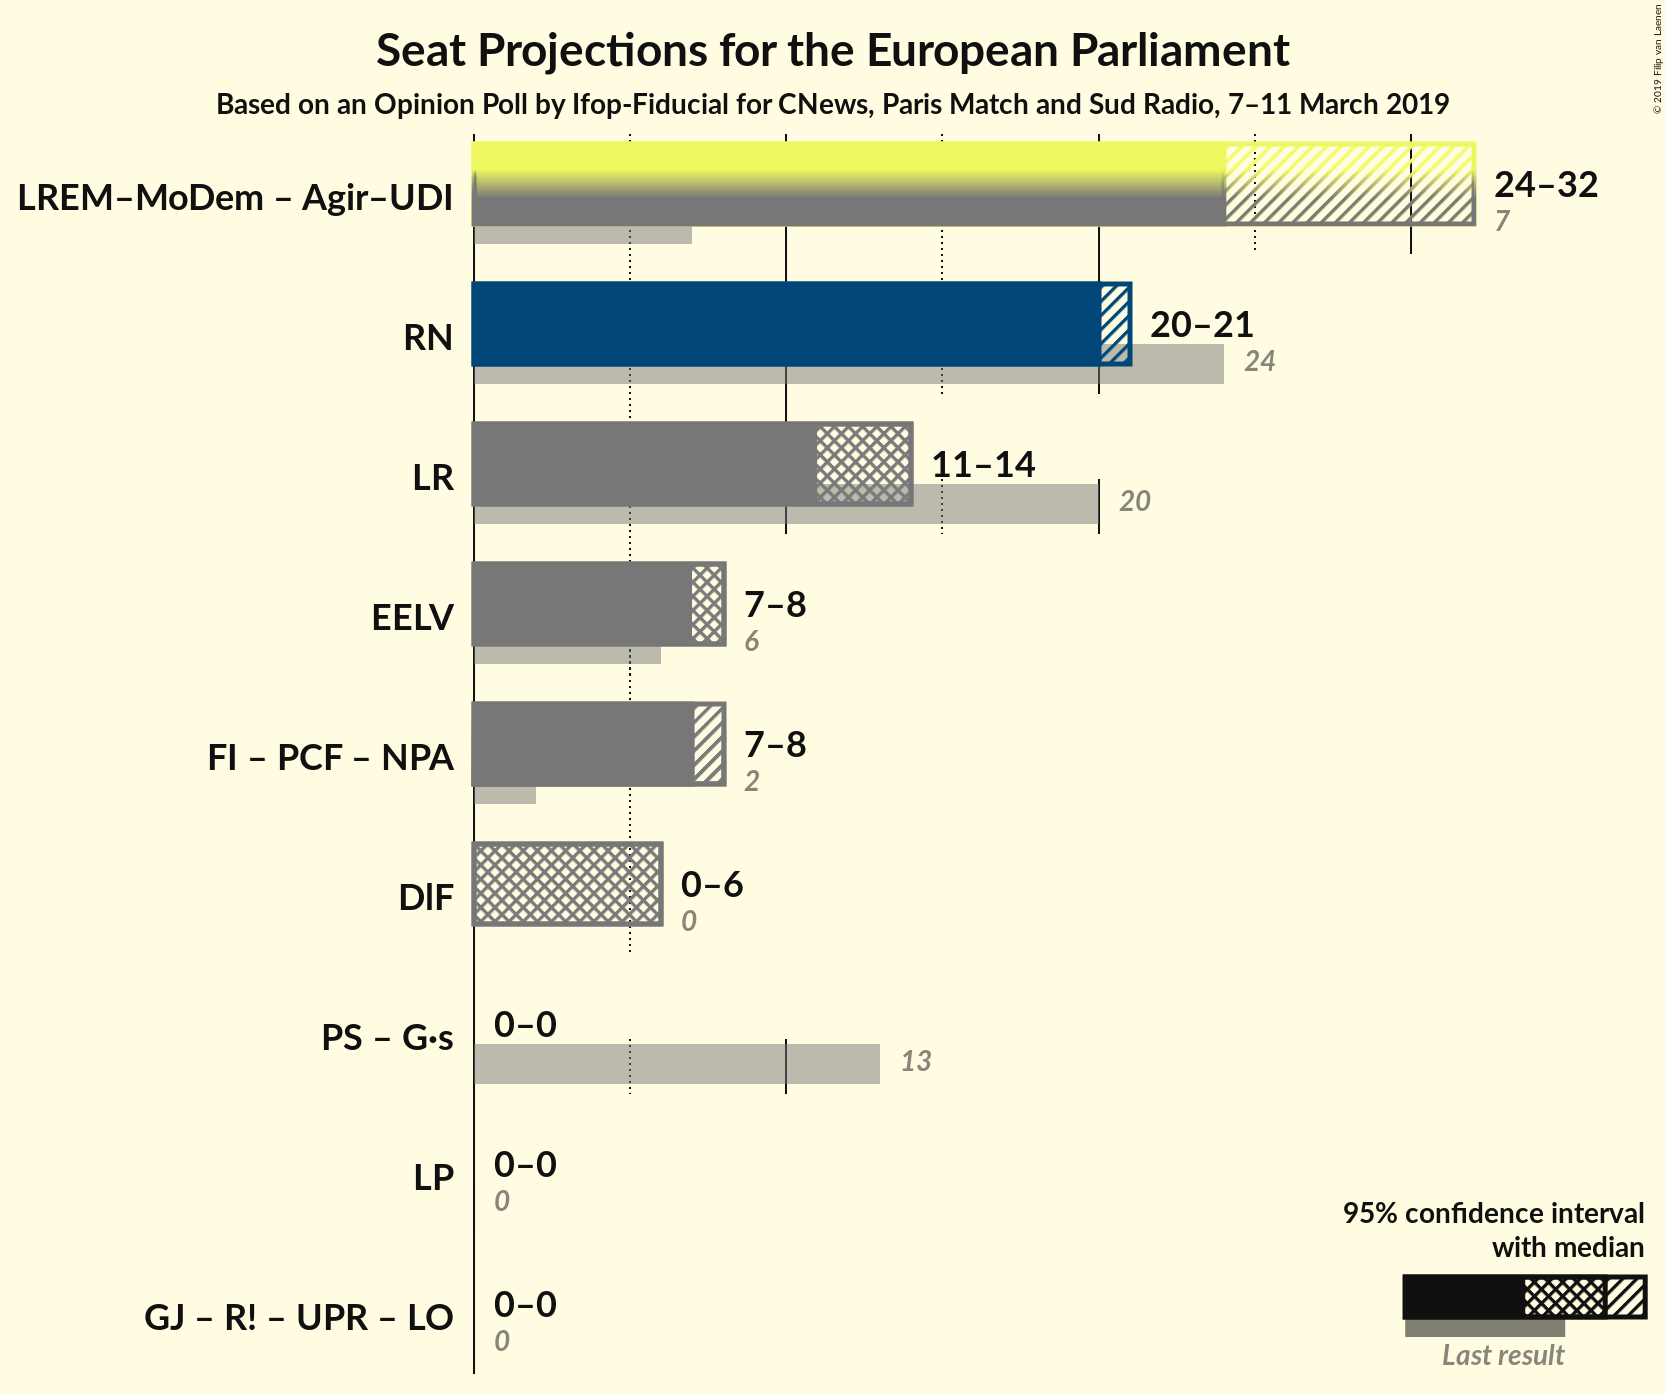 Seat Projections for the European Parliament
Based on an Opinion Poll by Ifop-Fiducial for CNews, Paris Match and Sud Radio, 7–11 March 2019
© 2019 Filip van Laenen
LREM–MoDem – Agir–UDI
24–32
7
RN
20–21
24
LR
11–14
20
EELV
7–8
6
FI – PCF – NPA
7–8
2
DlF
0–6
0
PS – G·s
0–0
13
LP
0–0
0
GJ – R! – UPR – LO
0–0
0
95% confidence interval
with median
Last result